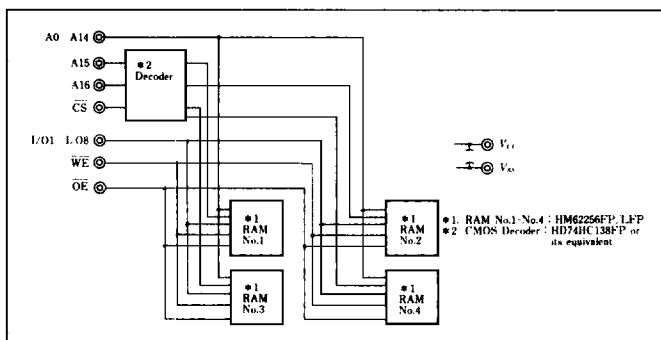 A0 A14
A15
A16
CS
I/O1 I/O8
WE
OE
*2
Decoder
*1
RAM
No.1
*1
RAM
No.2
*1
RAM
No.3
*1
RAM
No.4
Vcc
Vss
*1. RAM No.1-No.4 : HM62256FP/LFP
*2 CMOS Decoder : HD74HC138FP or
its equivalent